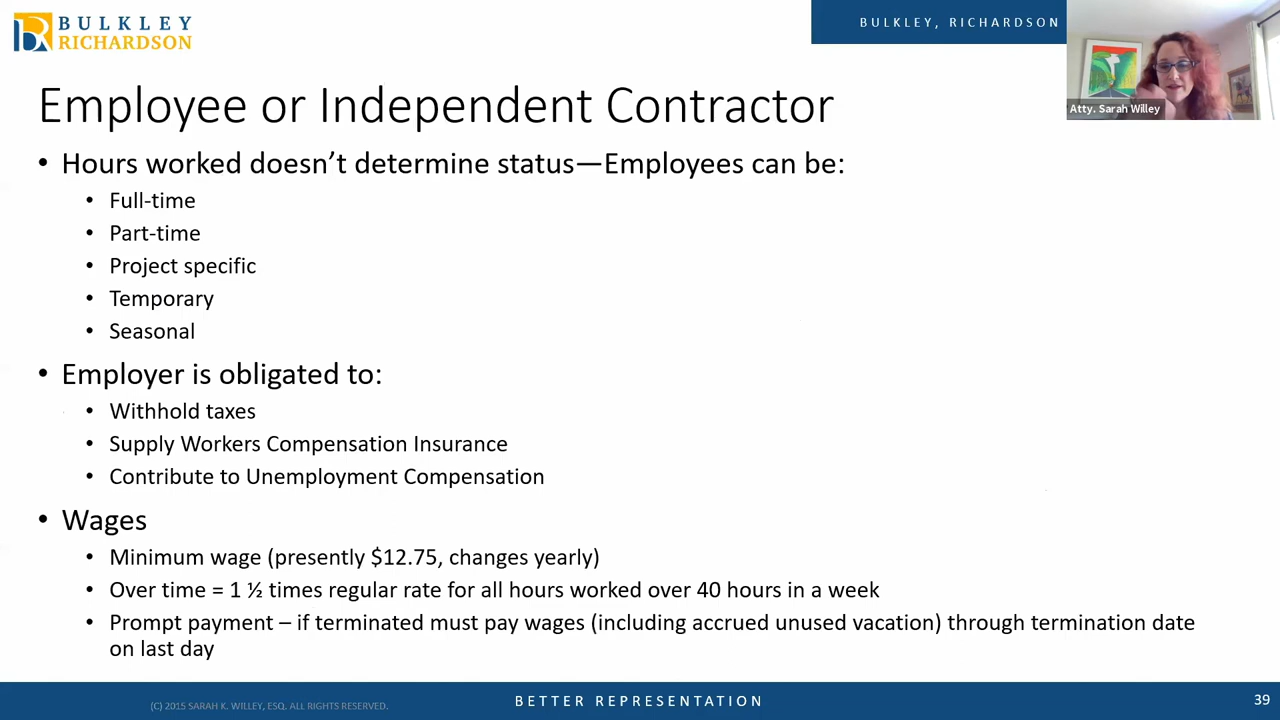 BULKLEY
RICHARDSON
BULKLEY, RICHARDSON
Atty. Sarah Willey
Employee or Independent Contractor
• Hours worked doesn’t determine status—Employees can be:
• Full-time
• Part-time
• Project specific
• Temporary
• Seasonal
• Employer is obligated to:
• Withhold taxes
• Supply Workers Compensation Insurance
• Contribute to Unemployment Compensation
• Wages
• Minimum wage (presently $12.75, changes yearly)
• Over time = 1 ½ times regular rate for all hours worked over 40 hours in a week
• Prompt payment – if terminated must pay wages (including accrued unused vacation) through termination date
on last day
(C) 2015 SARAH K. WILLEY, ESQ. ALL RIGHTS RESERVED.
BETTER REPRESENTATION
39